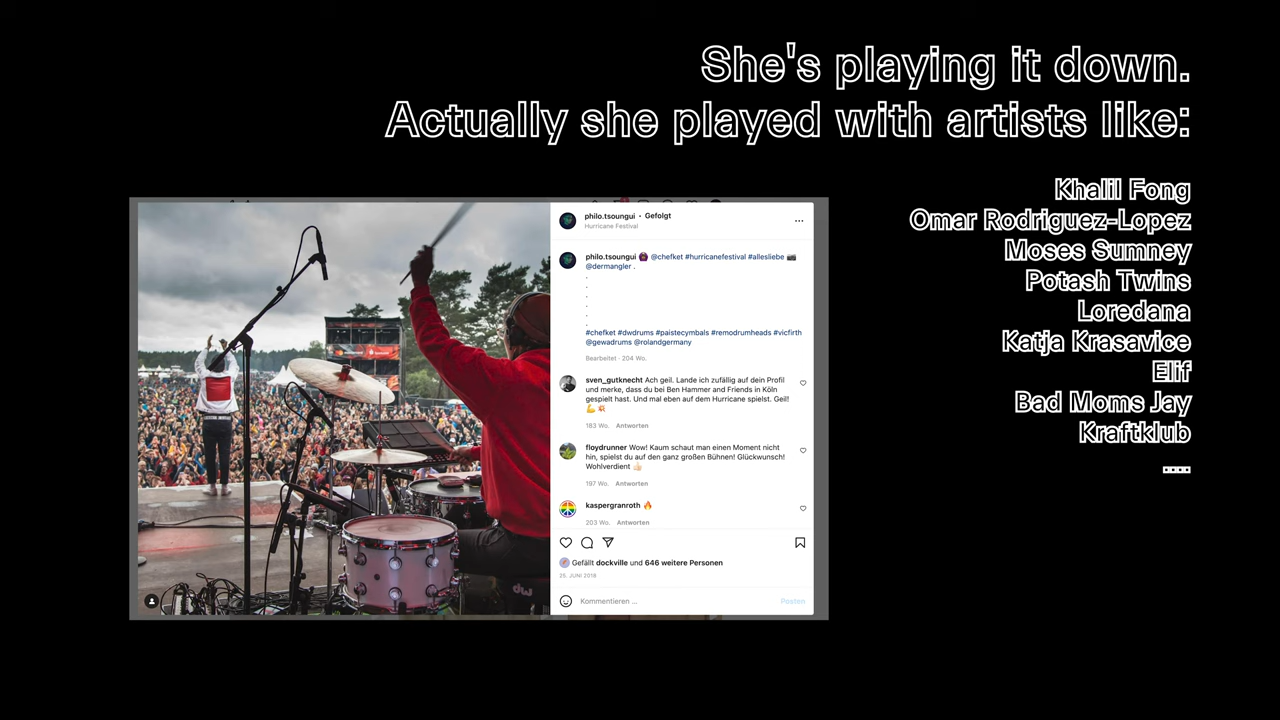 She's playing it down.
Actually she played with artists like:
Khalil Fong
Omar Rodriguez-Lopez
Moses Sumney
Potash Twins
Loredana
Katja Krasavice
Elif
Bad Moms Jay
Kraftklub
....
philo.tsoungui • Gefolgt
Hurricane Festival
philo.tsoungui @chefket #hurricanefestival #allesliebe
@dermangler .
.
.
.
.
.
.
#chefket #dwdrums #paistecymbals #remodrumheads #vicfirth
@gewadrums @rolandgermany
Bearbeitet · 204 Wo.
sven_gutknecht Ach geil. Lande ich zufällig auf dein Profil
und merke, dass du bei Ben Hammer and Friends in Köln
gespielt hast. Und mal eben auf dem Hurricane spielst. Geil!
💪💥
183 Wo. Antworten
floydrunner Wow! Kaum schaut man einen Moment nicht
hin, spielst du auf den ganz großen Bühnen! Glückwunsch!
Wohlverdient 👍🏻
197 Wo. Antworten
kaspergranroth 🔥
203 Wo. Antworten
Gefällt dockville und 646 weitere Personen
25. JUNI 2018
Kommentieren ...
Posten
dw